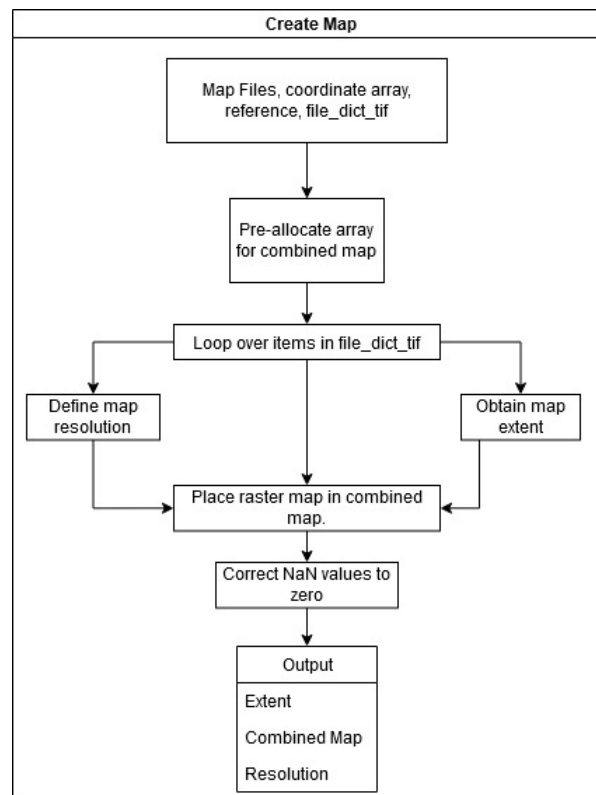 Create Map
Map Files, coordinate array,
reference, file_dict_tif
Pre-allocate array
for combined map
Loop over items in file_dict_tif
Define map
resolution
Obtain map
extent
Place raster map in combined
map.
Correct NaN values to
zero
Output
Extent
Combined Map
Resolution